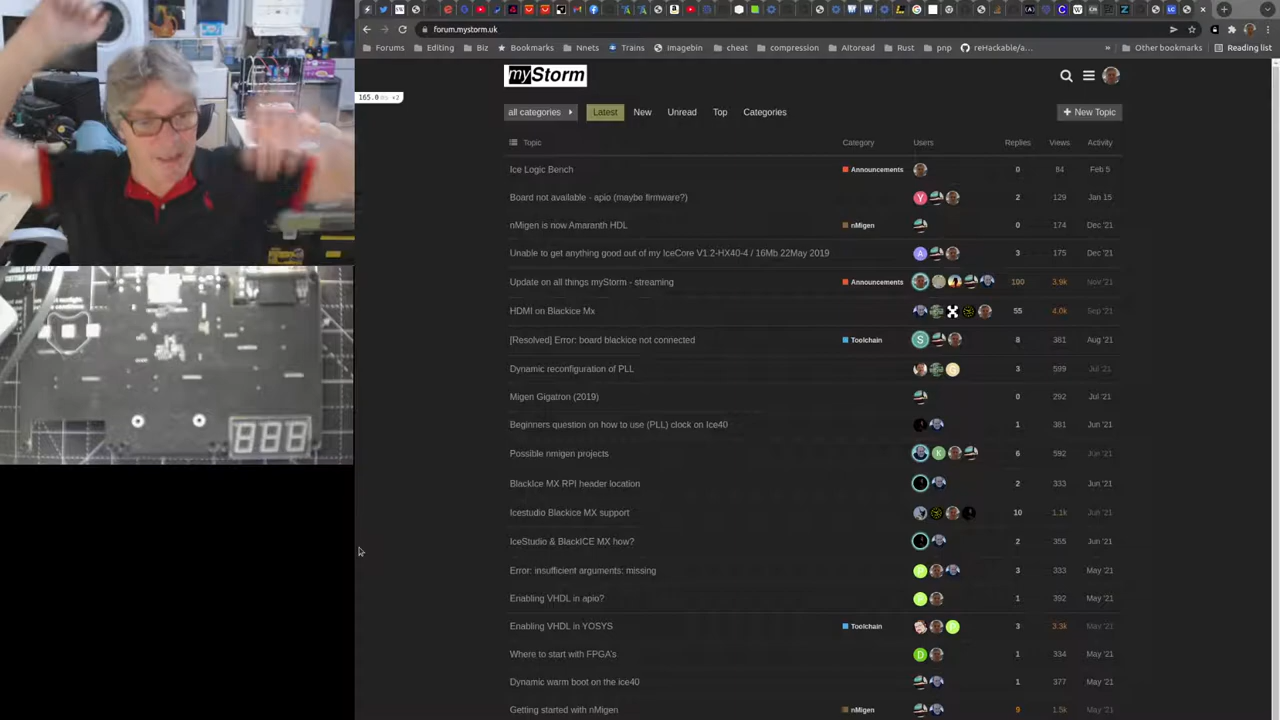 forum.mystorm.uk
Forums
Editing
Biz
Bookmarks
Nnets
Trains
imagebin
cheat
compression
AItoread
Rust
pnp
reHackable/a...
»
Other bookmarks
Reading list
myStorm
165.0
all categories
Latest
New
Unread
Top
Categories
+ New Topic
Topic Category Users Replies Views Activity
Ice Logic Bench Announcements 0 84 Feb 5
Board not available - apio (maybe firmware?) 2 129 Jan 15
nMigen is now Amaranth HDL nMigen 0 174 Dec '21
Unable to get anything good out of my IceCore V1.2-HX40-4 / 16Mb 22May 2019 3 175 Dec '21
Update on all things myStorm - streaming Announcements 100 3.9k Nov '21
HDMI on Blackice Mx 55 4.0k Sep '21
[Resolved] Error: board blackice not connected Toolchain 8 381 Aug '21
Dynamic reconfiguration of PLL 3 599 Jul '21
Migen Gigatron (2019) 0 292 Jul '21
Beginners question on how to use (PLL) clock on Ice40 1 381 Jun '21
Possible nmigen projects 6 592 Jun '21
BlackIce MX RPI header location 2 333 Jun '21
Icestudio Blackice MX support 10 1.1k Jun '21
IceStudio & BlackICE MX how? 2 355 Jun '21
Error: insufficient arguments: missing 3 333 May '21
Enabling VHDL in apio? 1 392 May '21
Enabling VHDL in YOSYS Toolchain 3 3.3k May '21
Where to start with FPGA's 1 334 May '21
Dynamic warm boot on the ice40 1 377 May '21
Getting started with nMigen nMigen 9 1.5k May '21